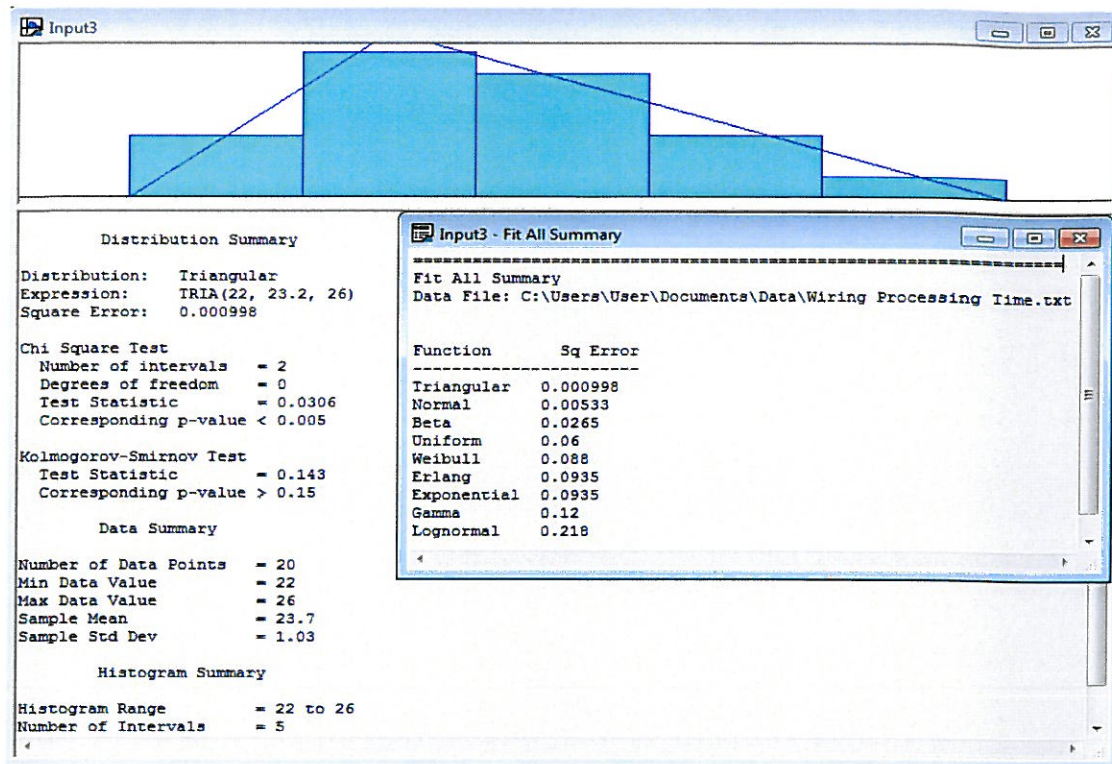 Input3
Distribution Summary
Distribution: Triangular
Expression: TRIA(22, 23.2, 26)
Square Error: 0.000998
Chi Square Test
Number of intervals = 2
Degrees of freedom = 0
Test Statistic = 0.0306
Corresponding p-value < 0.005
Kolmogorov-Smirnov Test
Test Statistic = 0.143
Corresponding p-value > 0.15
Data Summary
Number of Data Points = 20
Min Data Value = 22
Max Data Value = 26
Sample Mean = 23.7
Sample Std Dev = 1.03
Histogram Summary
Histogram Range = 22 to 26
Number of Intervals = 5
Input3 - Fit All Summary
Fit All Summary
Data File: C:\Users\User\Documents\Data\Wiring Processing Time.txt
Function Sq Error
Triangular 0.000998
Normal 0.00533
Beta 0.0265
Uniform 0.06
Weibull 0.088
Erlang 0.0935
Exponential 0.0935
Gamma 0.12
Lognormal 0.218